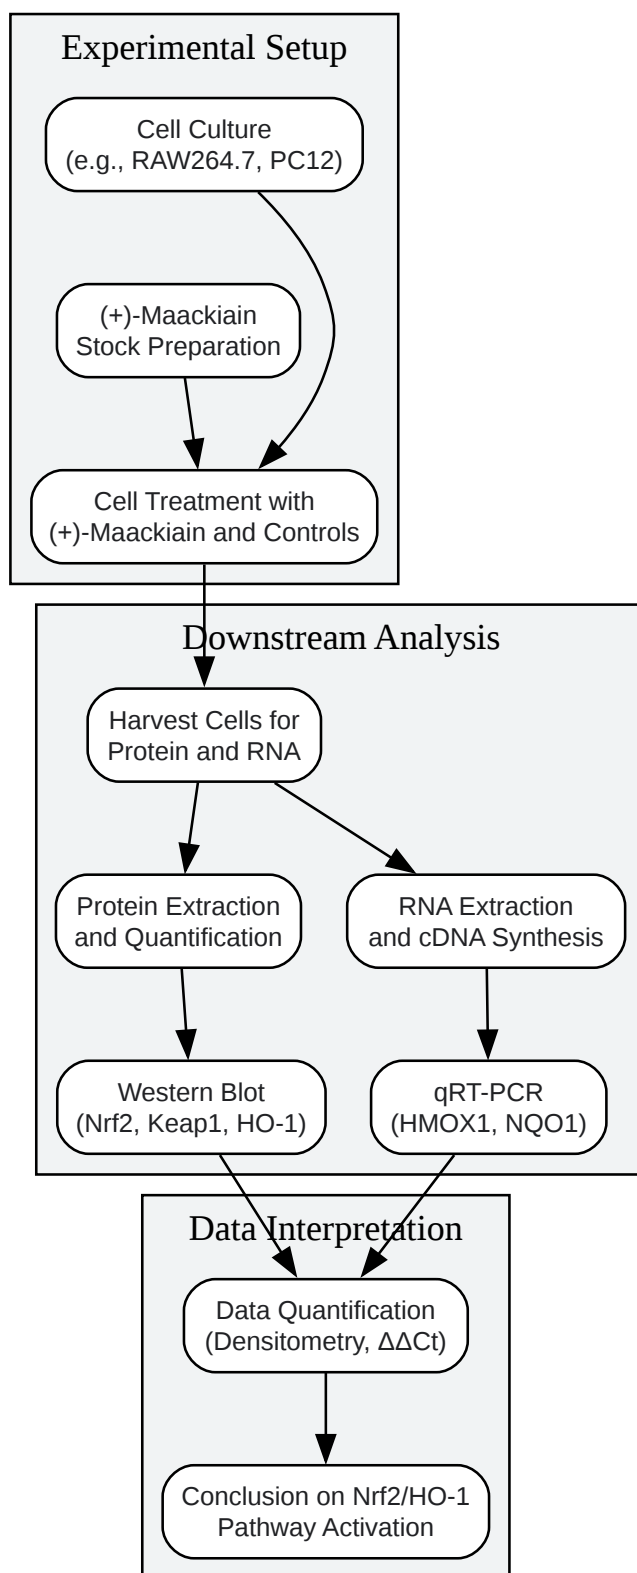 Experimental Setup
Cell Culture
(e.g., RAW264.7, PC12)
(+)-Maackiain
Stock Preparation
Cell Treatment with
(+)-Maackiain and Controls
Downstream Analysis
Harvest Cells for
Protein and RNA
Protein Extraction
and Quantification
RNA Extraction
and cDNA Synthesis
Western Blot
(Nrf2, Keap1, HO-1)
qRT-PCR
(HMOX1, NQO1)
Data Interpretation
Data Quantification
(Densitometry, ΔΔCt)
Conclusion on Nrf2/HO-1
Pathway Activation